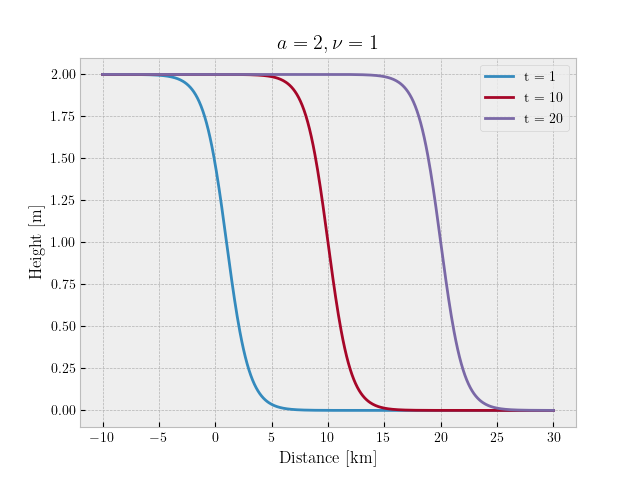 a = 2, ν = 1
t = 1
t = 10
t = 20
Height [m]
2.00
1.75
1.50
1.25
1.00
0.75
0.50
0.25
0.00
−10 −5 0 5 10 15 20 25 30
Distance [km]